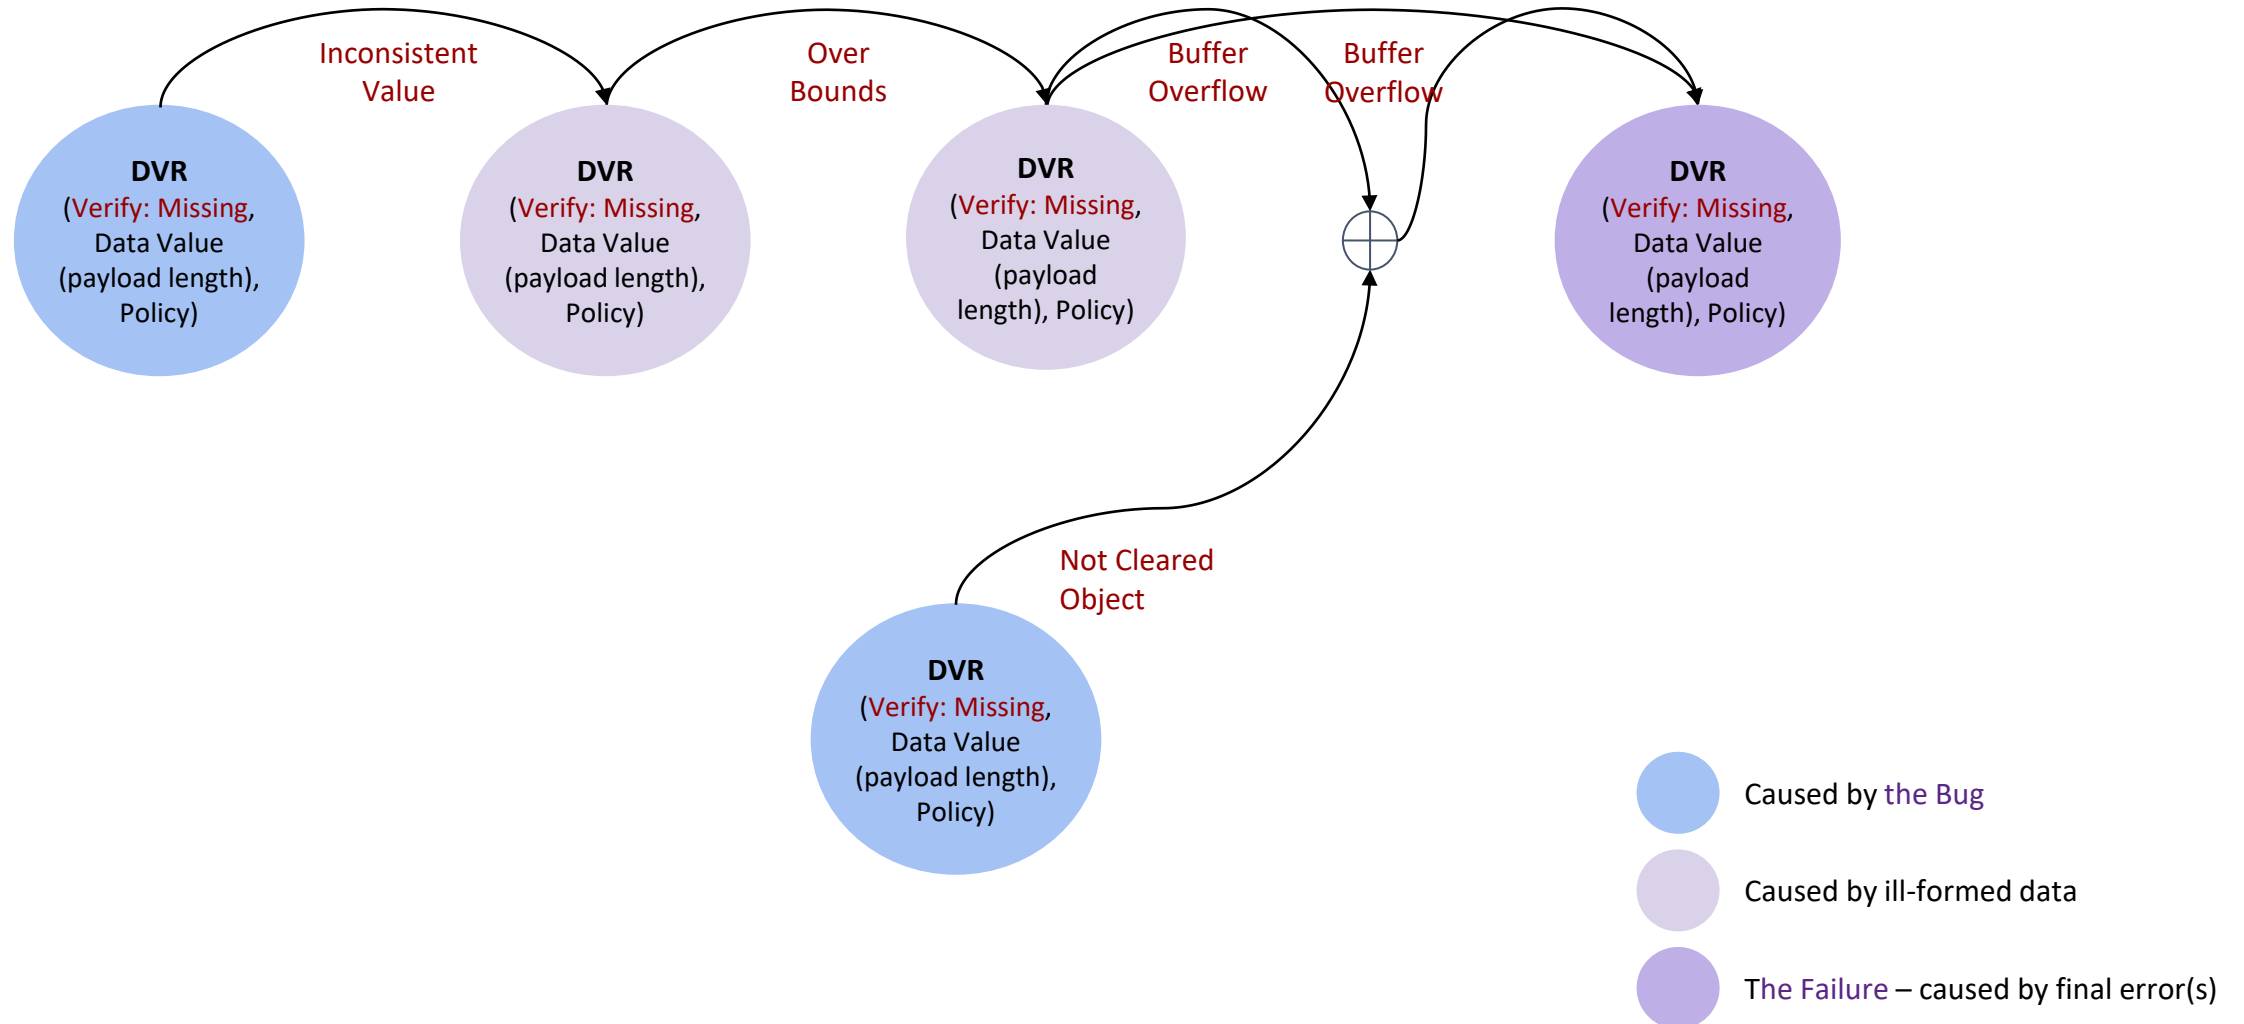 Inconsistent
Value
Over
Bounds
Buffer
Overflow
Buffer
Overflow
DVR
(Verify: Missing,
Data Value
(payload length),
Policy)
DVR
(Verify: Missing,
Data Value
(payload length),
Policy)
DVR
(Verify: Missing,
Data Value
(payload
length), Policy)
DVR
(Verify: Missing,
Data Value
(payload
length), Policy)
Not Cleared
Object
DVR
(Verify: Missing,
Data Value
(payload length),
Policy)
Caused by the Bug
Caused by ill-formed data
The Failure – caused by final error(s)